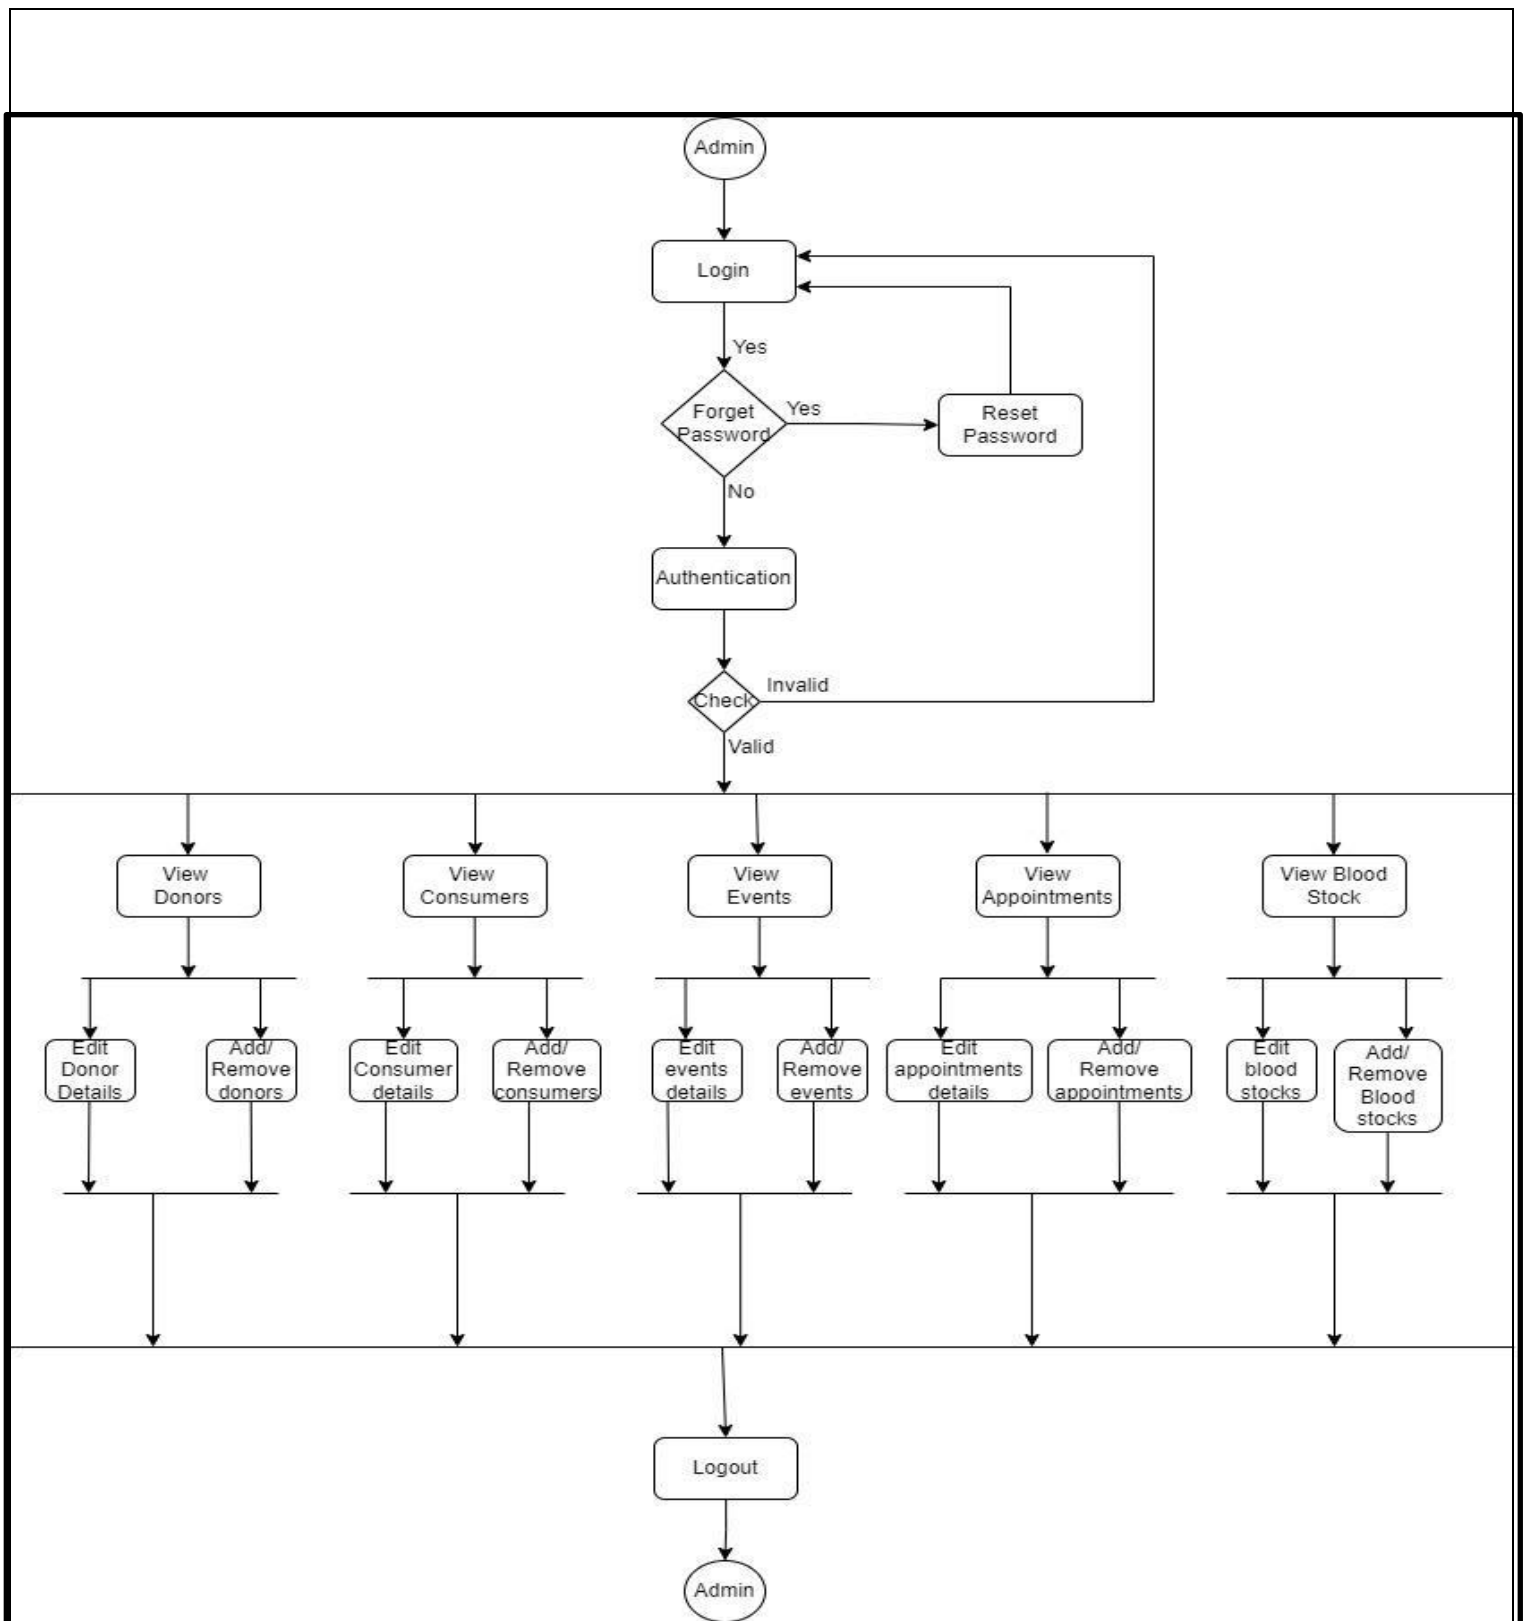 Admin
Login
Yes
Forget
Password
Yes
Reset
Password
No
Authentication
Check
Invalid
Valid
View
Donors
View
Consumers
View
Events
View
Appointments
View Blood
Stock
Edit
Donor
Details
Add/
Remove
donors
Edit
Consumer
details
Add/
Remove
consumers
Edit
events
details
Add/
Remove
events
Edit
appointments
details
Add/
Remove
appointments
Edit
blood
stocks
Add/
Remove
Blood
stocks
Logout
Admin